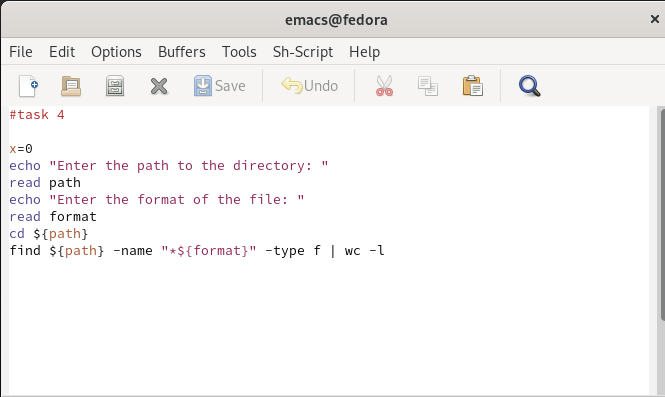 emacs@fedora
File Edit Options Buffers Tools Sh-Script Help
Save Undo
#task 4
x=0
echo "Enter the path to the directory: "
read path
echo "Enter the format of the file: "
read format
cd ${path}
find ${path} -name "*${format}" -type f | wc -l